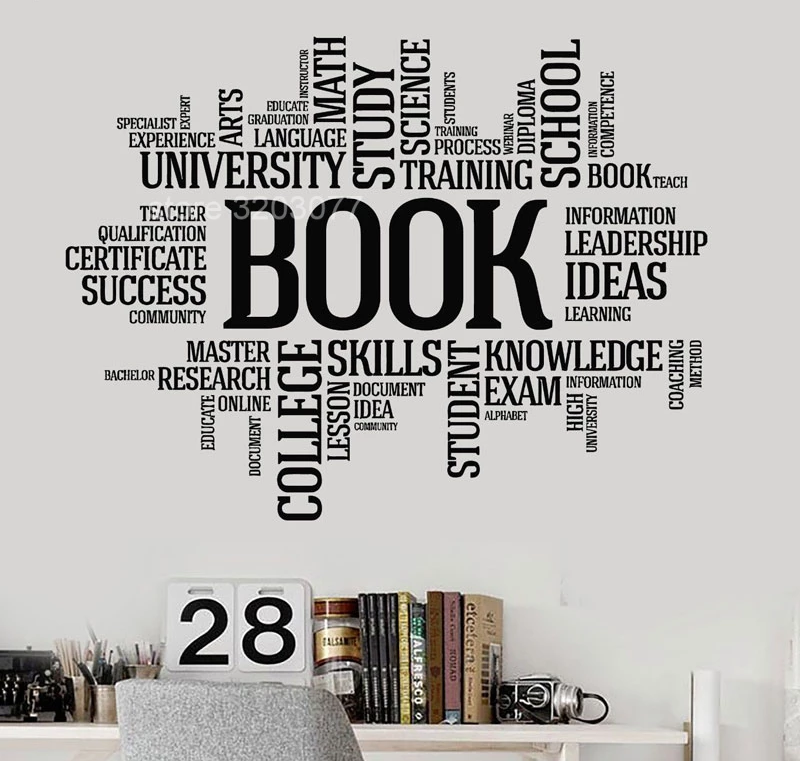 MATH
SCIENCE
SCHOOL
INSTRUCTOR
STUDY
STUDENTS
COMPETENCE
ARTS
EXPERT
EDUCATE
DIPLOMA
INFORMATION
SPECIALIST
GRADUATION
TRAINING
WEBINAR
EXPERIENCE
LANGUAGE
PROCESS
UNIVERSITY
TRAINING
BOOK TEACH
store 3203077
TEACHER
QUALIFICATION
CERTIFICATE
SUCCESS
COMMUNITY
BOOK
INFORMATION
LEADERSHIP
IDEAS
LEARNING
MASTER
BACHELOR RESEARCH
EDUCATE
ONLINE
DOCUMENT
COLLEGE
SKILLS
LESSON
DOCUMENT
IDEA
COMMUNITY
STUDENT
KNOWLEDGE
EXAM
INFORMATION
ALPHABET
HIGH
UNIVERSITY
COACHING
METHOD
28
BALSAMITE
ALFRESCO
NOMAD
etcetera